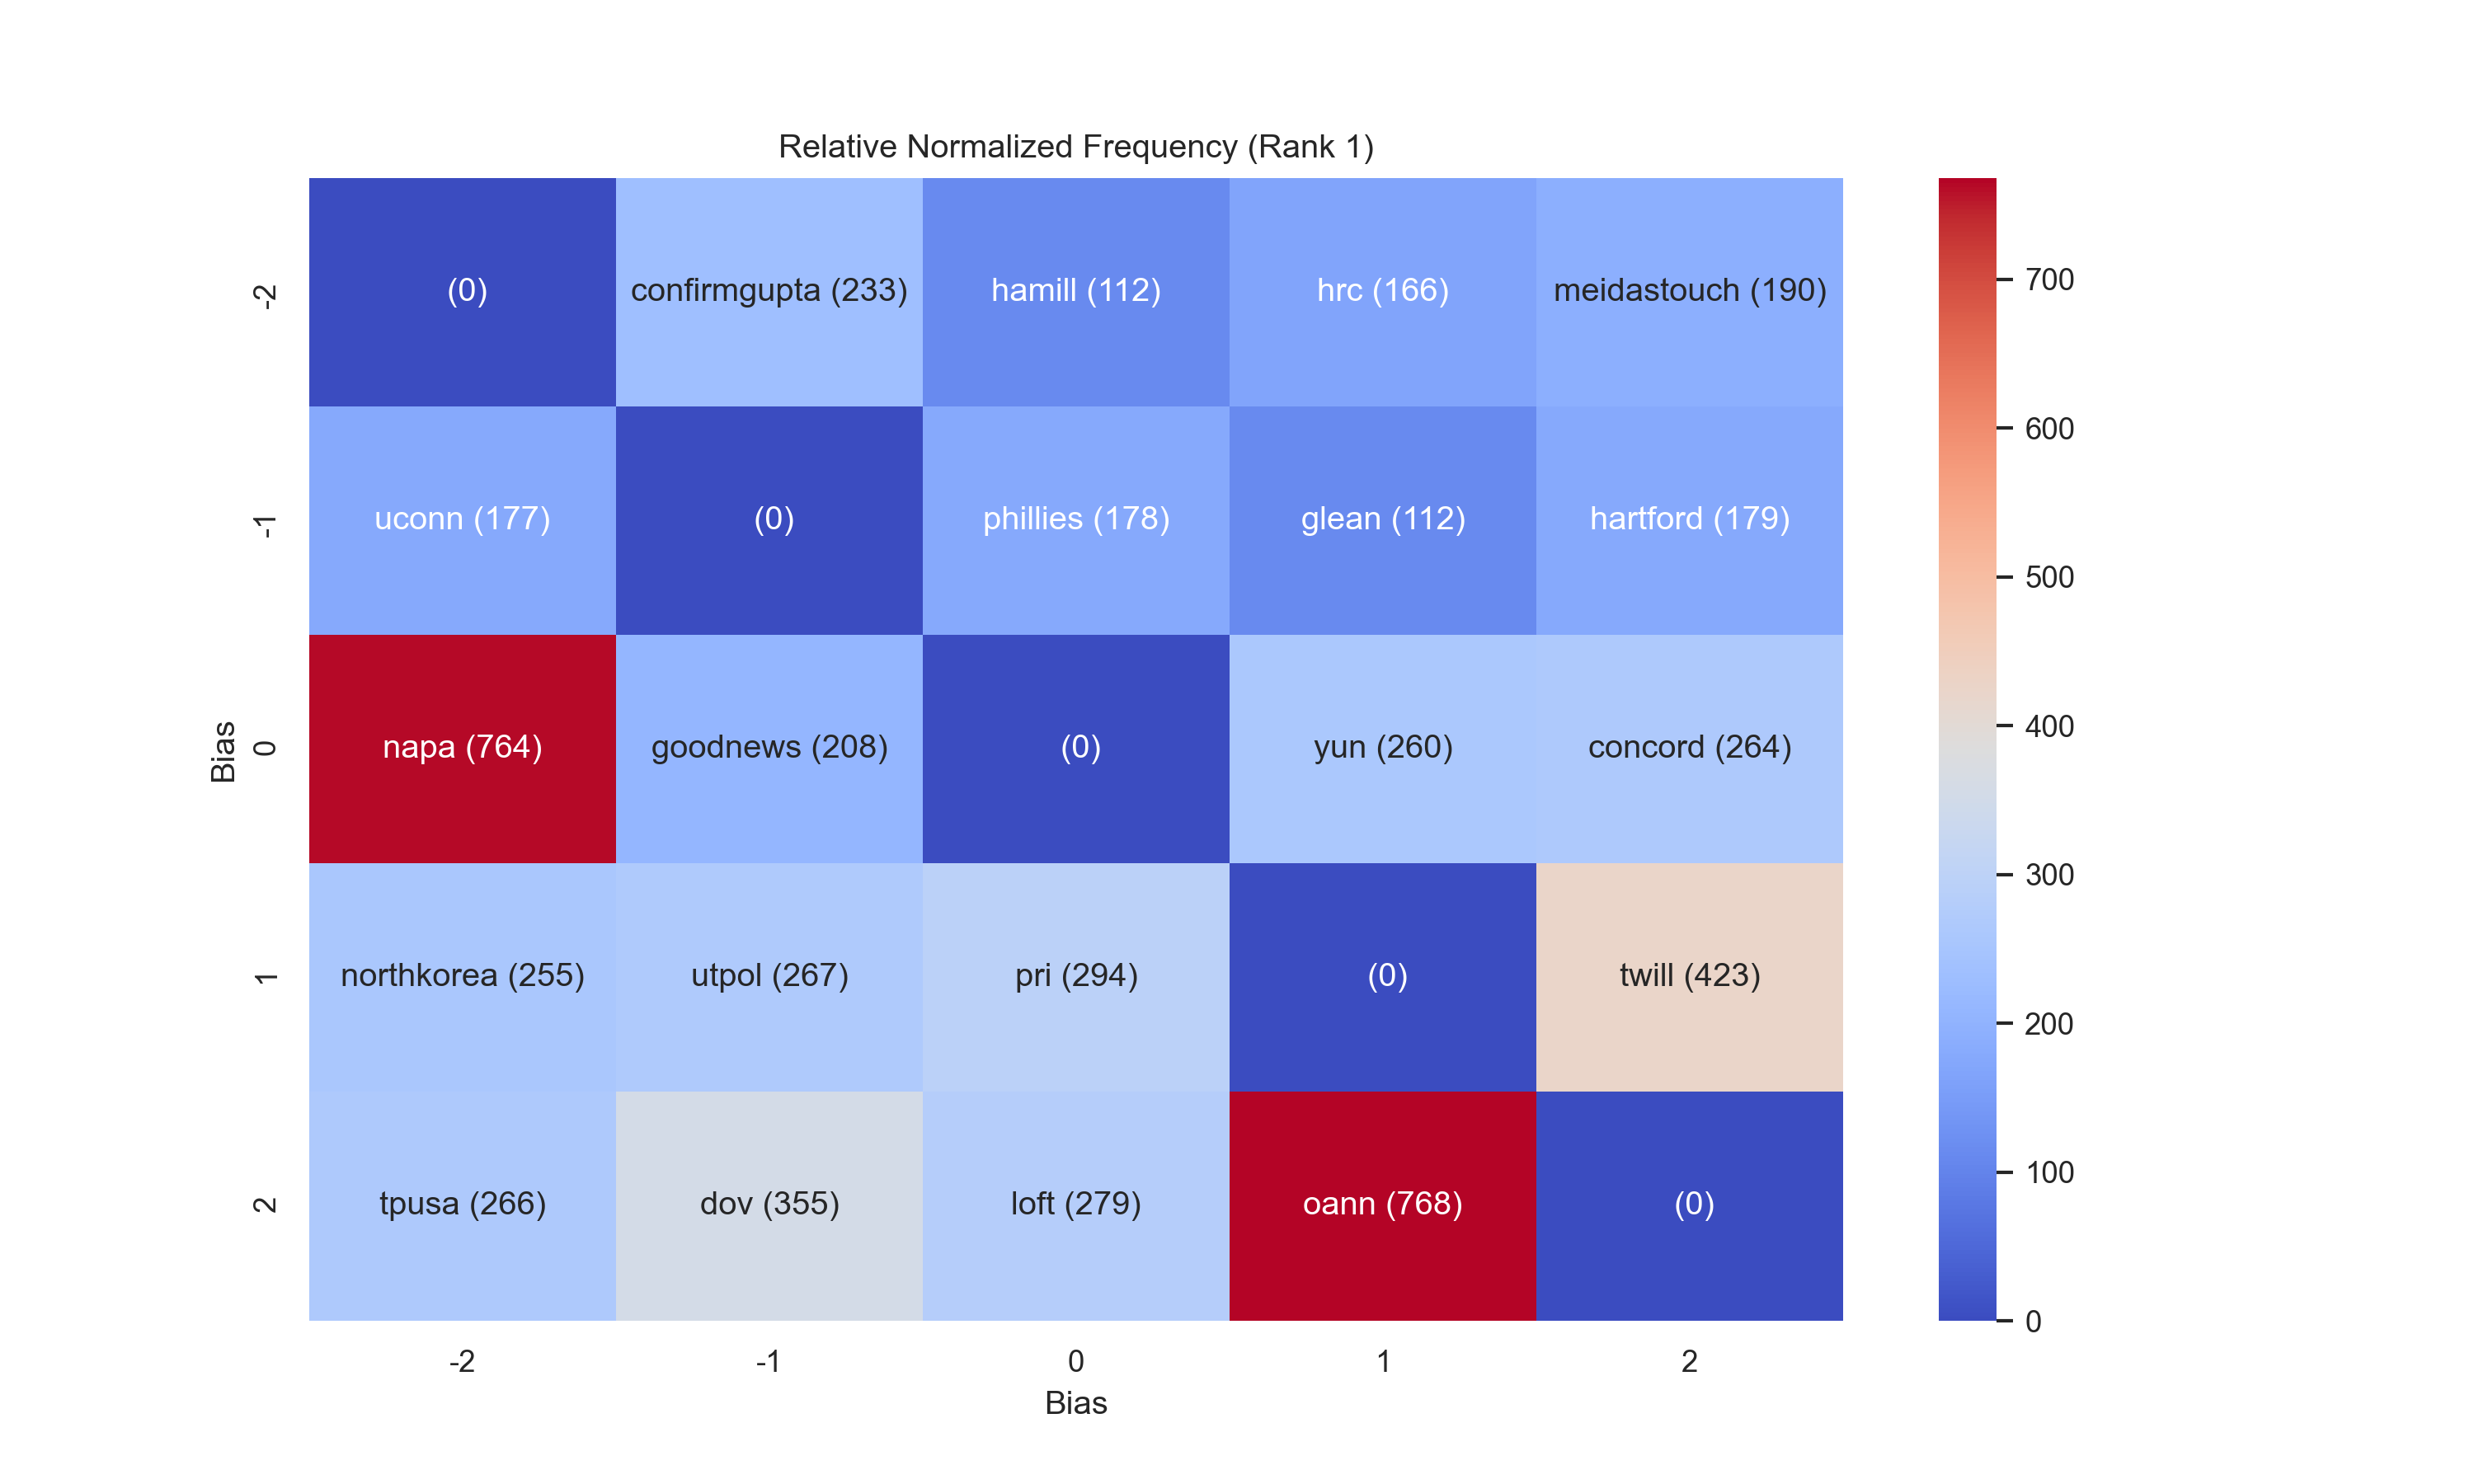 Relative Normalized Frequency (Rank 1)
-2 (0) confirmgupta (233) hamill (112) hrc (166) meidastouch (190)
-1 uconn (177) (0) phillies (178) glean (112) hartford (179)
0 napa (764) goodnews (208) (0) yun (260) concord (264)
1 northkorea (255) utpol (267) pri (294) (0) twill (423)
2 tpusa (266) dov (355) loft (279) oann (768) (0)
Bias
-2 -1 0 1 2
Bias
700
600
500
400
300
200
100
0